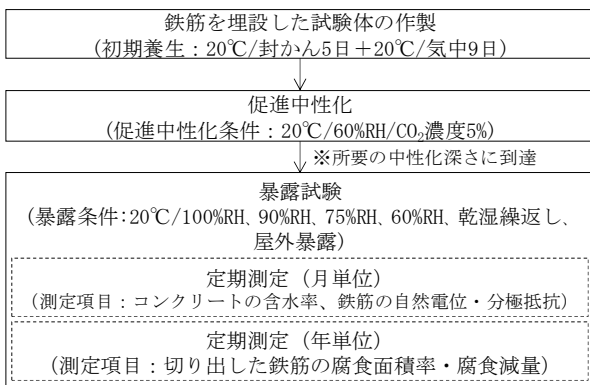 鉄筋を埋設した試験体の作製
(初期養生：20℃/封かん5日＋20℃/気中9日)
促進中性化
(促進中性化条件：20℃/60%RH/CO₂濃度5%)
※所要の中性化深さに到達
暴露試験
(暴露条件:20℃/100%RH、90%RH、75%RH、60%RH、乾湿繰返し、
屋外暴露)
定期測定（月単位）
(測定項目：コンクリートの含水率、鉄筋の自然電位・分極抵抗)
定期測定（年単位）
(測定項目：切り出した鉄筋の腐食面積率・腐食減量)